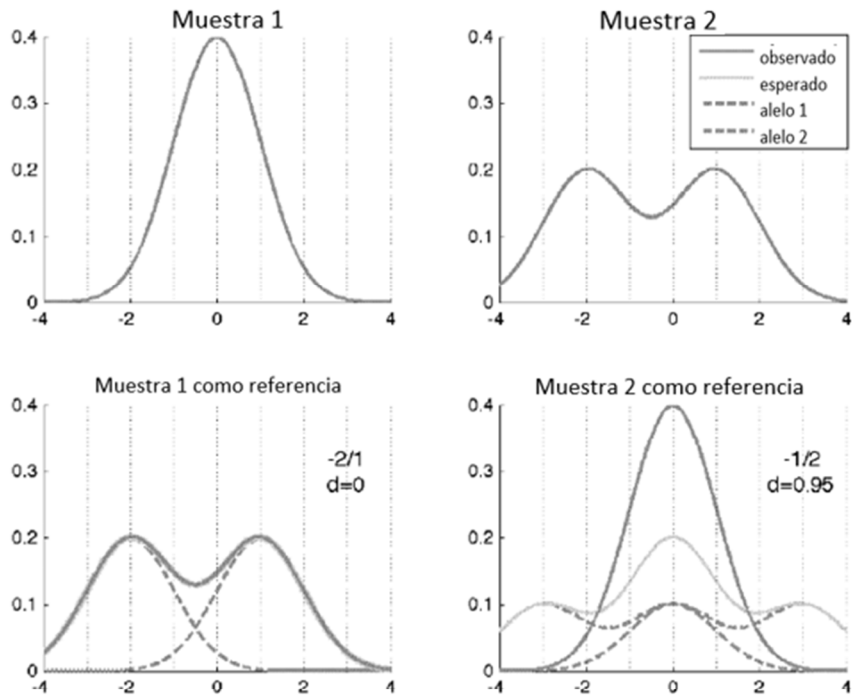 Muestra 1
0.4
0.3
0.2
0.1
0
-4 -2 0 2 4
Muestra 2
observado
esperado
alelo 1
alelo 2
0.4
0.3
0.2
0.1
0
-4 -2 0 2 4
Muestra 1 como referencia
-2/1
d=0
0.4
0.3
0.2
0.1
0
-4 -2 0 2 4
Muestra 2 como referencia
-1/2
d=0.95
0.4
0.3
0.2
0.1
0
-4 -2 0 2 4